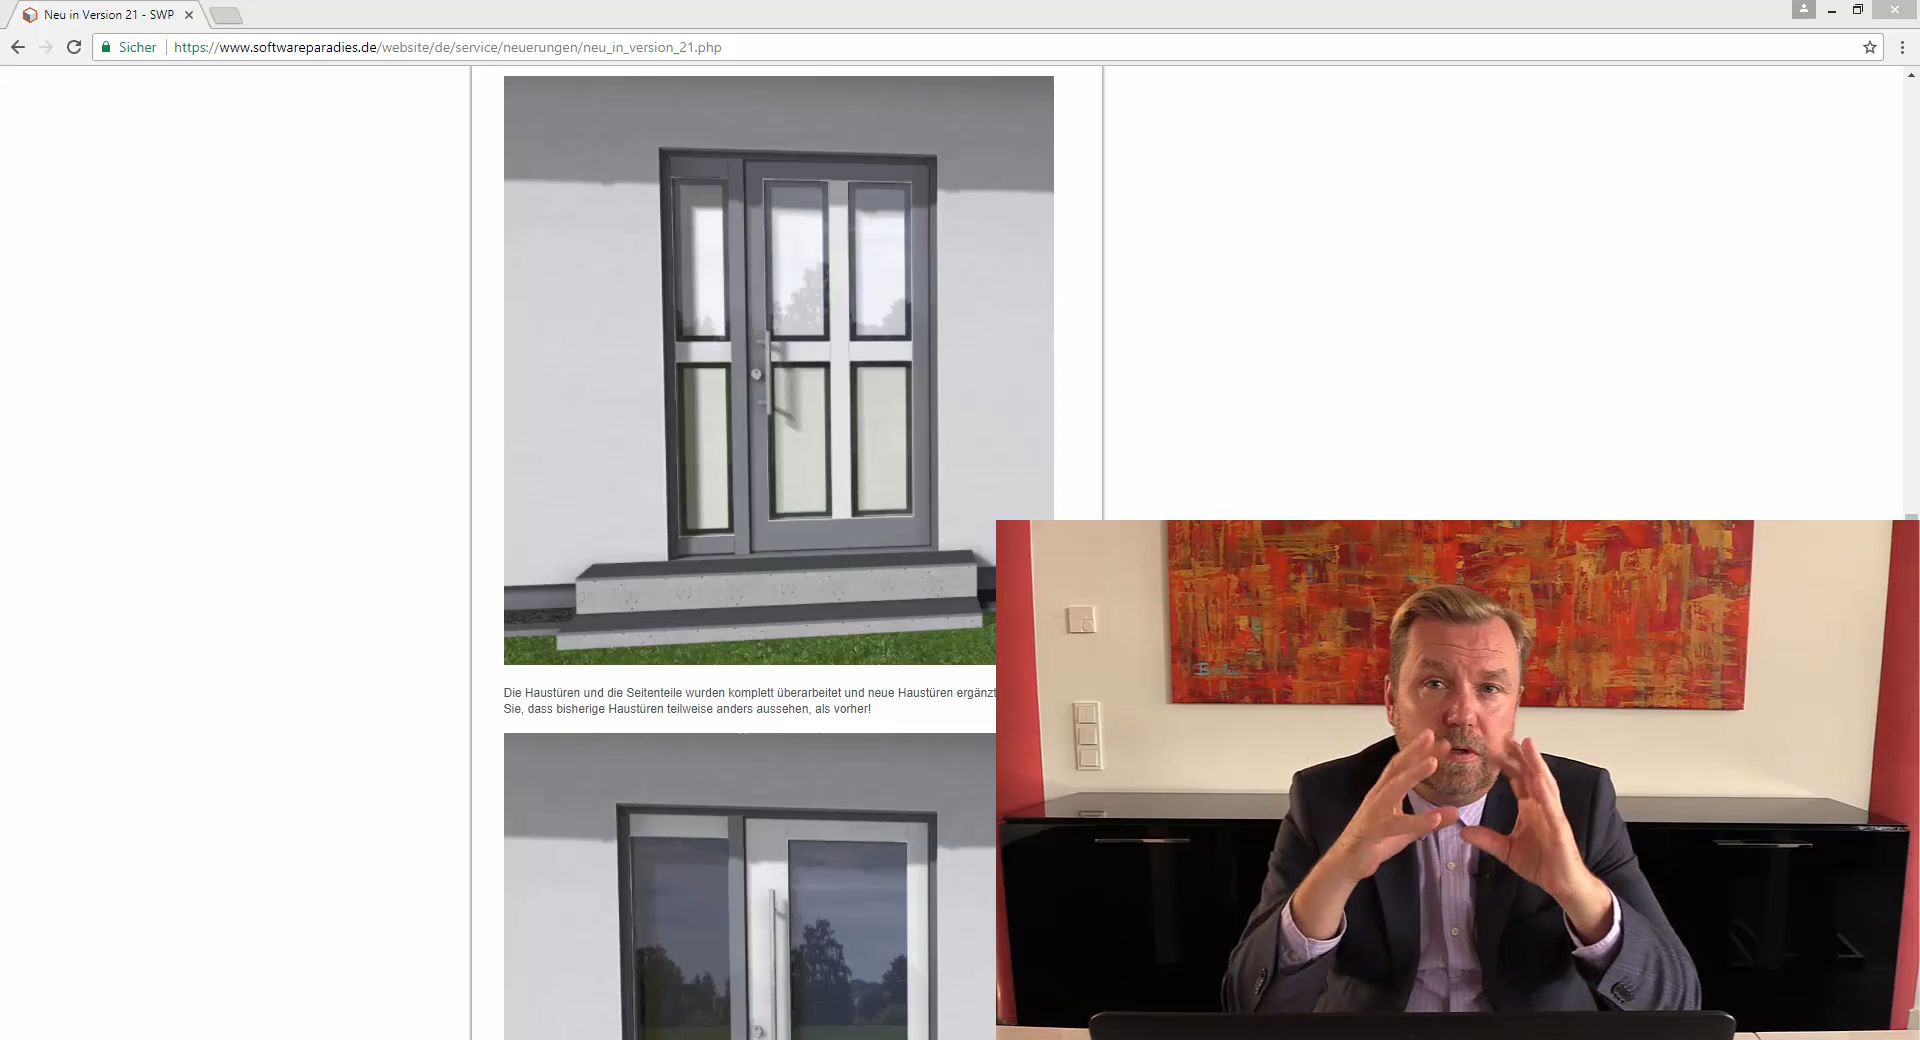 Neu in Version 21 - SWP
Sicher
https://www.softwareparadies.de/website/de/service/neuerungen/neu_in_version_21.php
Die Haustüren und die Seitenteile wurden komplett überarbeitet und neue Haustüren ergänzt
Sie, dass bisherige Haustüren teilweise anders aussehen, als vorher!